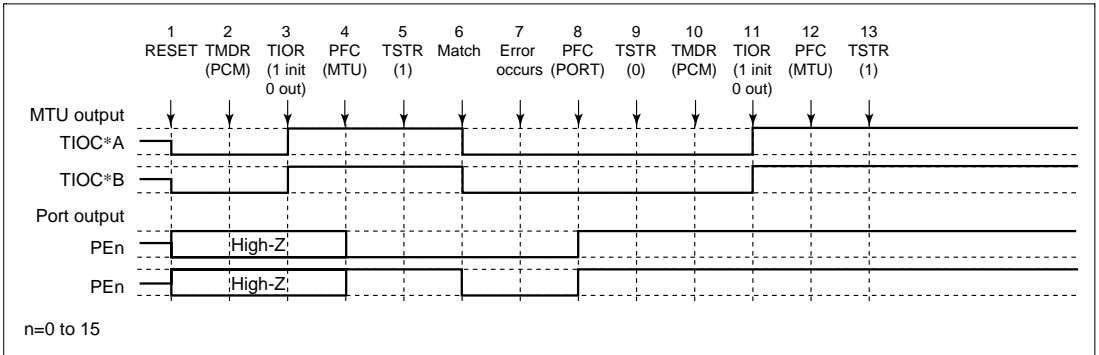 1 2 3 4 5 6 7 8 9 10 11 12 13
RESET TMDR TIOR PFC TSTR Match Error PFC TSTR TMDR TIOR PFC TSTR
(PCM) (1 init (MTU) (1) occurs (PORT) (0) (PCM) (1 init (MTU) (1)
0 out) 0 out)
MTU output
TIOC*A
TIOC*B
Port output
PEn High-Z
PEn High-Z
n=0 to 15